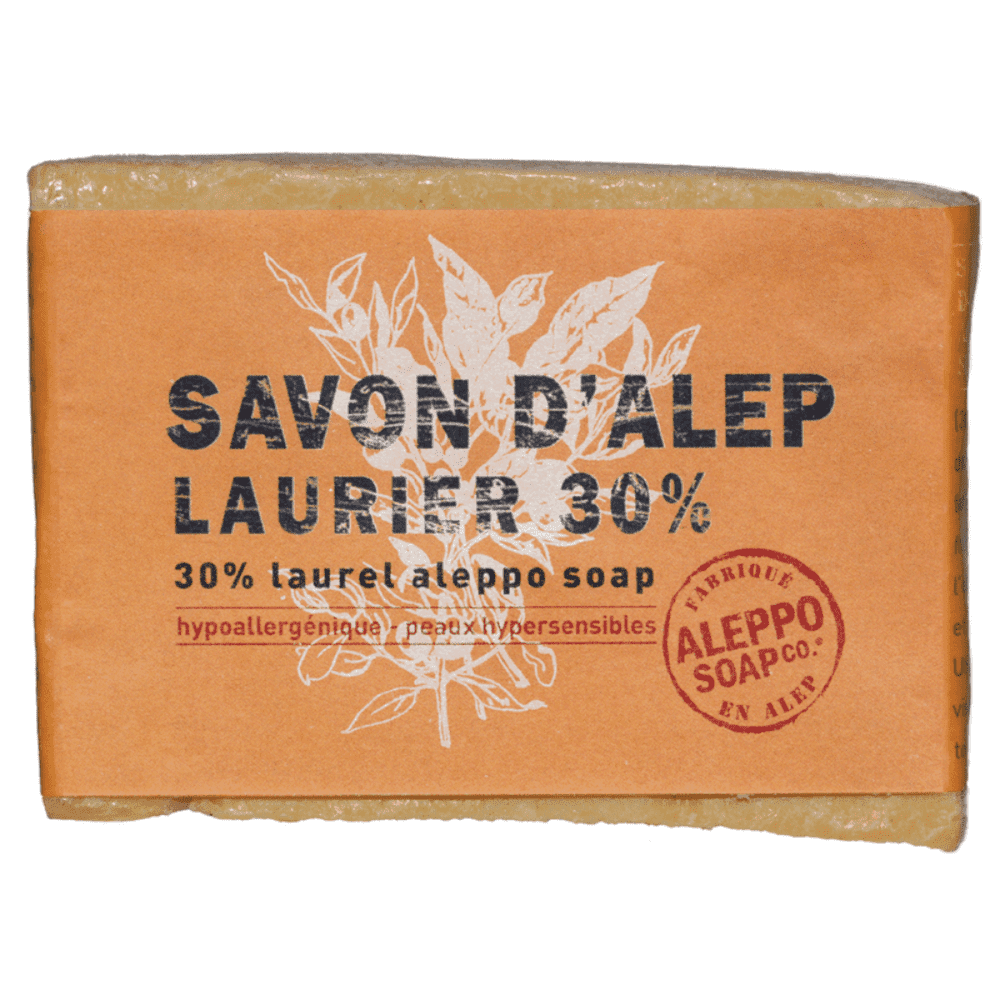 SAVON D'ALEP
LAURIER 30%
30% laurel aleppo soap
hypoallergénique - peaux hypersensibles
FABRIQUÉ
ALEPPO
SOAP CO.®
EN ALEP